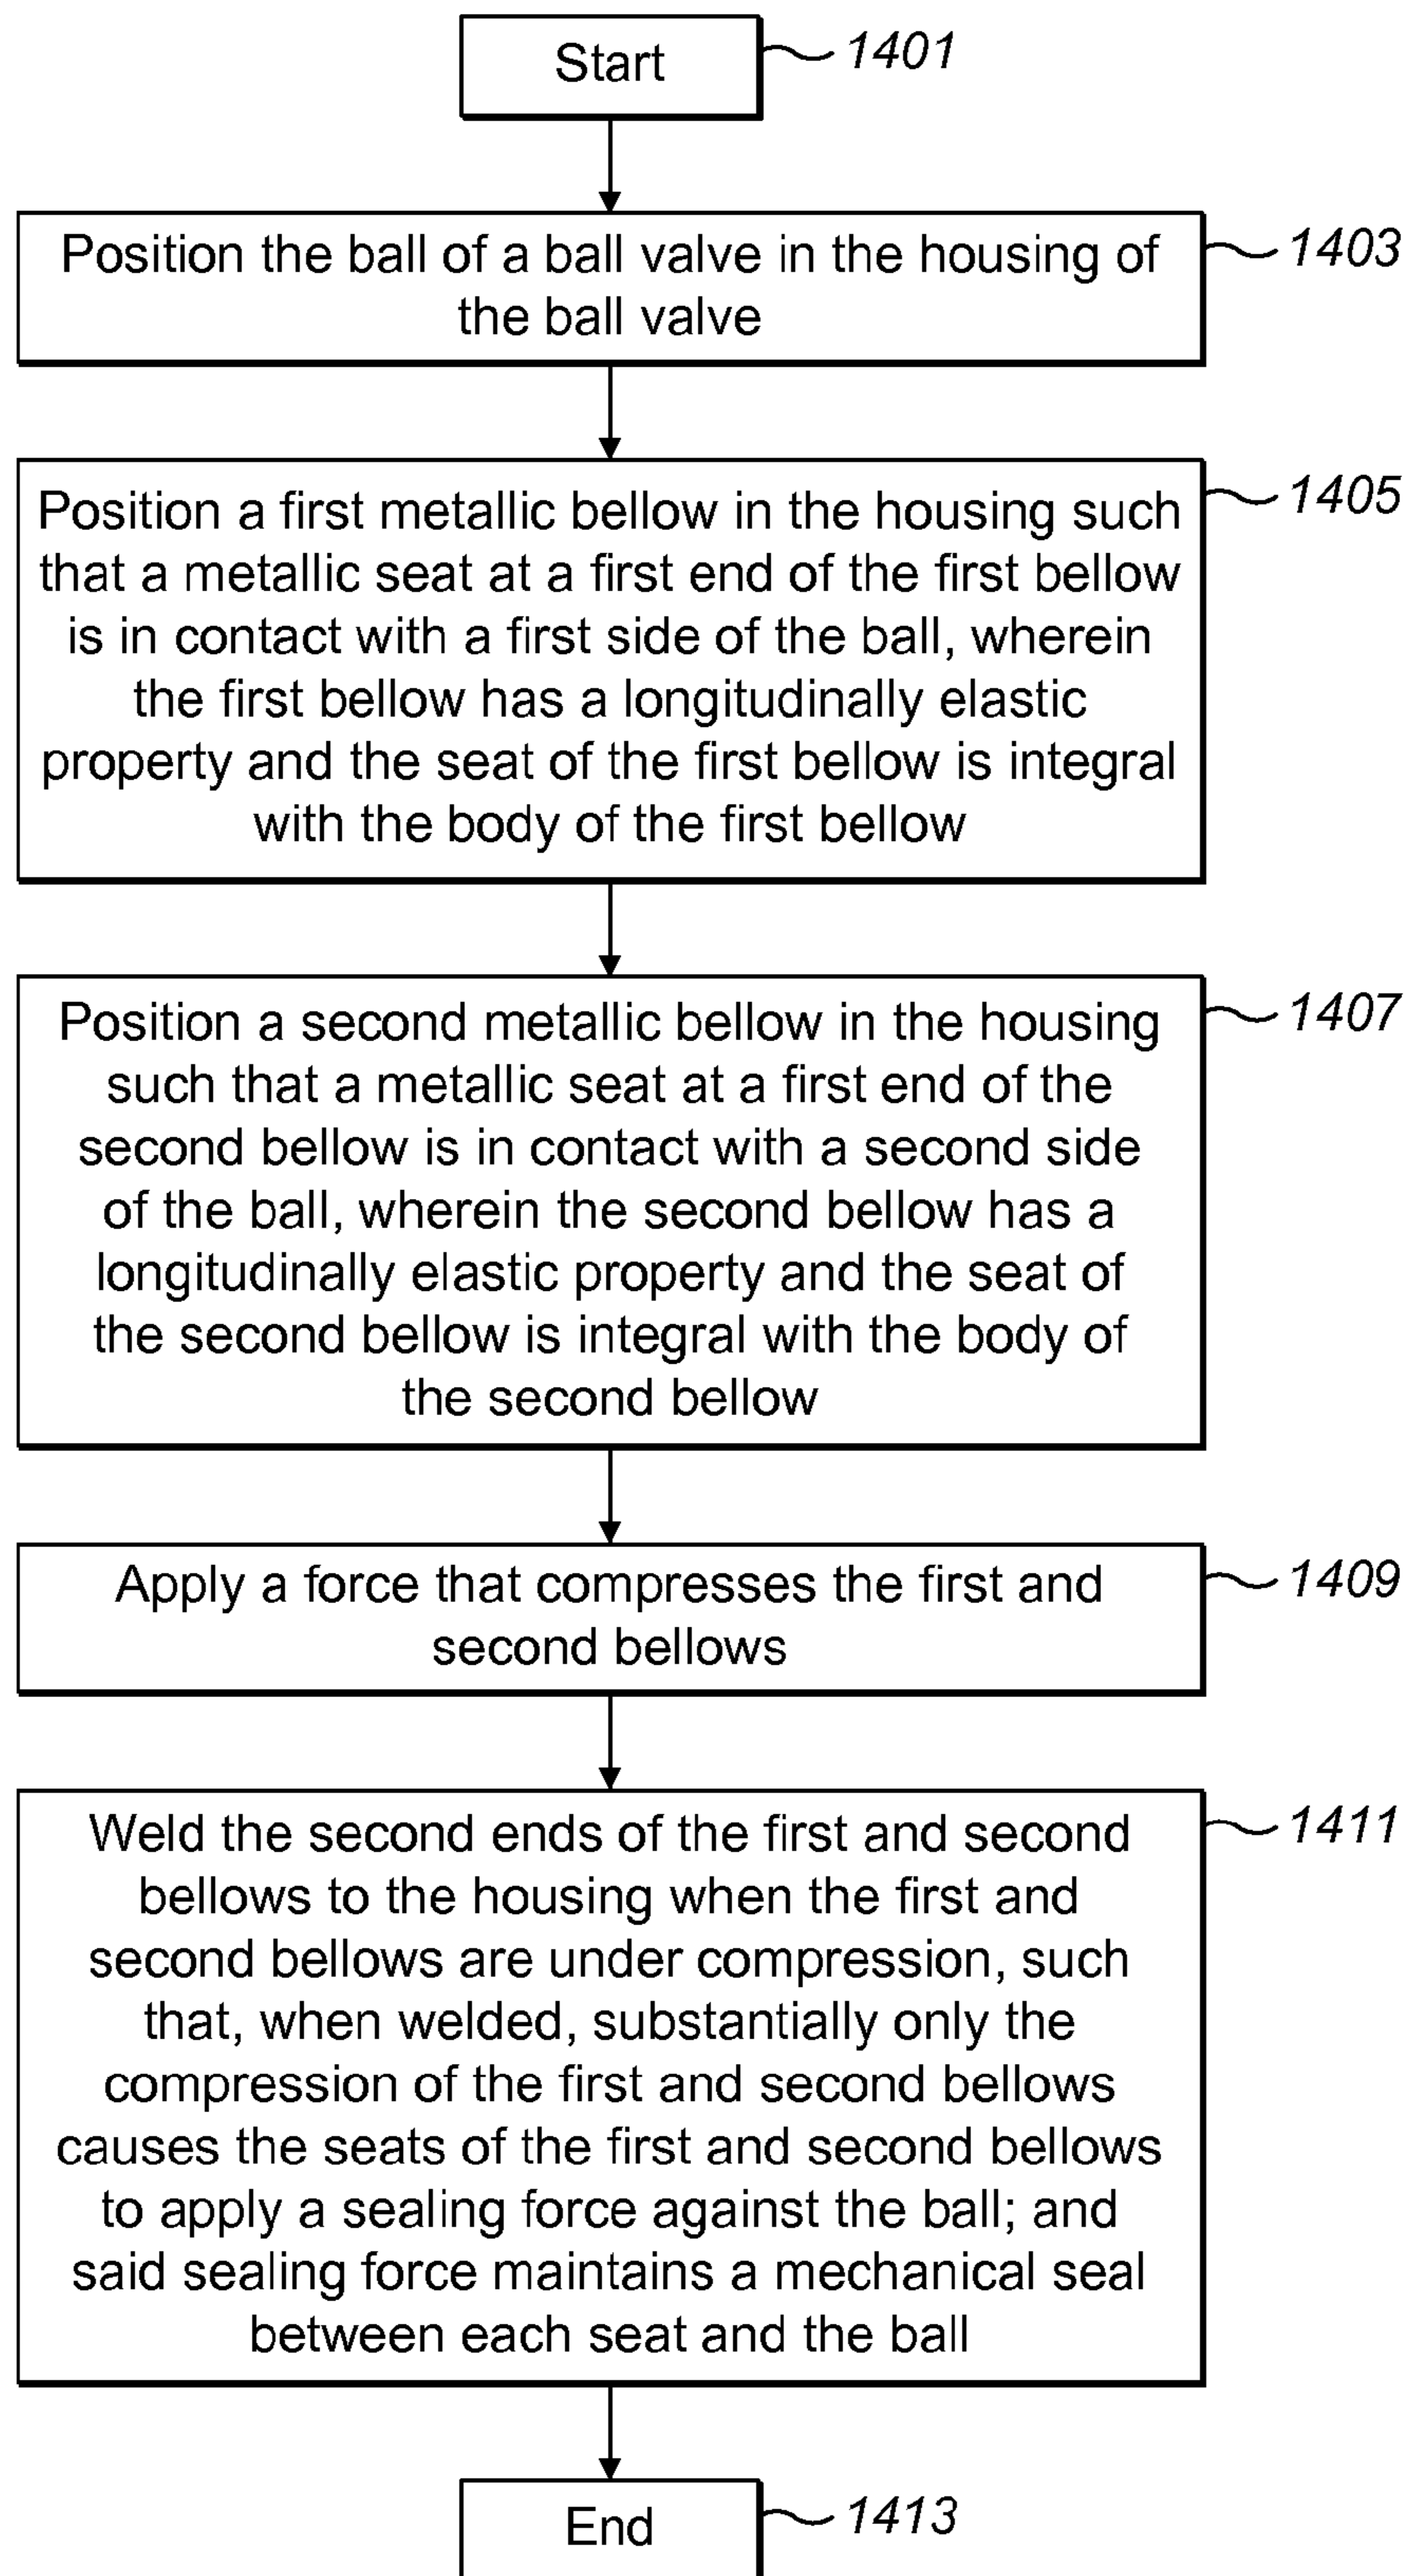 Start
1401
Position the ball of a ball valve in the housing of
the ball valve
1403
Position a first metallic bellow in the housing such
that a metallic seat at a first end of the first bellow
is in contact with a first side of the ball, wherein
the first bellow has a longitudinally elastic
property and the seat of the first bellow is integral
with the body of the first bellow
1405
Position a second metallic bellow in the housing
such that a metallic seat at a first end of the
second bellow is in contact with a second side
of the ball, wherein the second bellow has a
longitudinally elastic property and the seat of
the second bellow is integral with the body of
the second bellow
1407
Apply a force that compresses the first and
second bellows
1409
Weld the second ends of the first and second
bellows to the housing when the first and
second bellows are under compression, such
that, when welded, substantially only the
compression of the first and second bellows
causes the seats of the first and second bellows
to apply a sealing force against the ball; and
said sealing force maintains a mechanical seal
between each seat and the ball
1411
End
1413